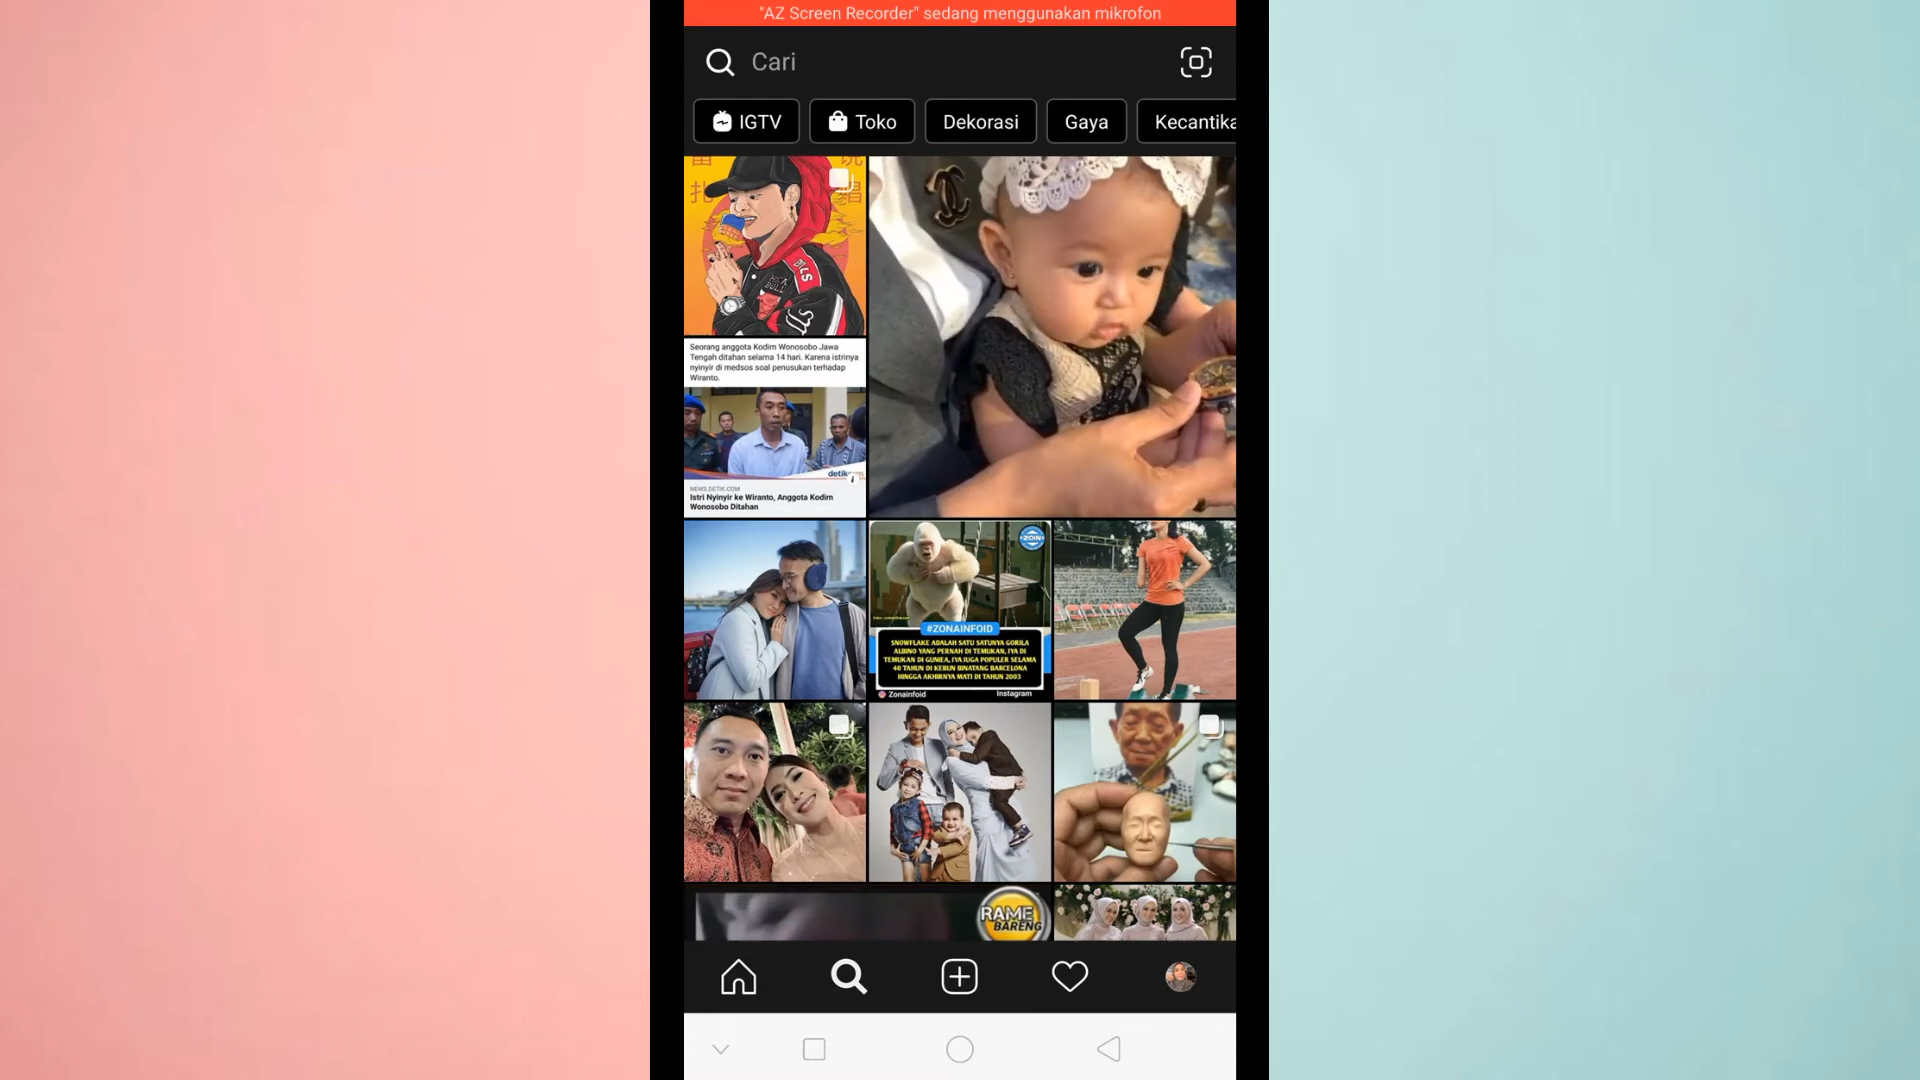 "AZ Screen Recorder" sedang menggunakan mikrofon
Cari
IGTV
Toko
Dekorasi
Gaya
Kecantika
Seorang anggota Kodim Wonosobo Jawa
Tengah ditahan selama 14 hari. Karena istrinya
nyinyir di medsos soal penusukan terhadap
Wiranto.
NEWS.DETIK.COM
Istri Nyinyir ke Wiranto, Anggota Kodim
Wonosobo Ditahan
ZOIN
#ZONAINFOID
SNOWFLAKE ADALAH SATU SATUNYA GORILA
ALBINO YANG PERNAH DI TEMUKAN, IYA DI
TEMUKAN DI GUNIEA, IYA JUGA POPULER SELAMA
40 TAHUN DI KEBUN BINATANG BARCELONA
HINGGA AKHIRNYA MATI DI TAHUN 2003
Zonainfoid
Instagram
RAME
BARENG